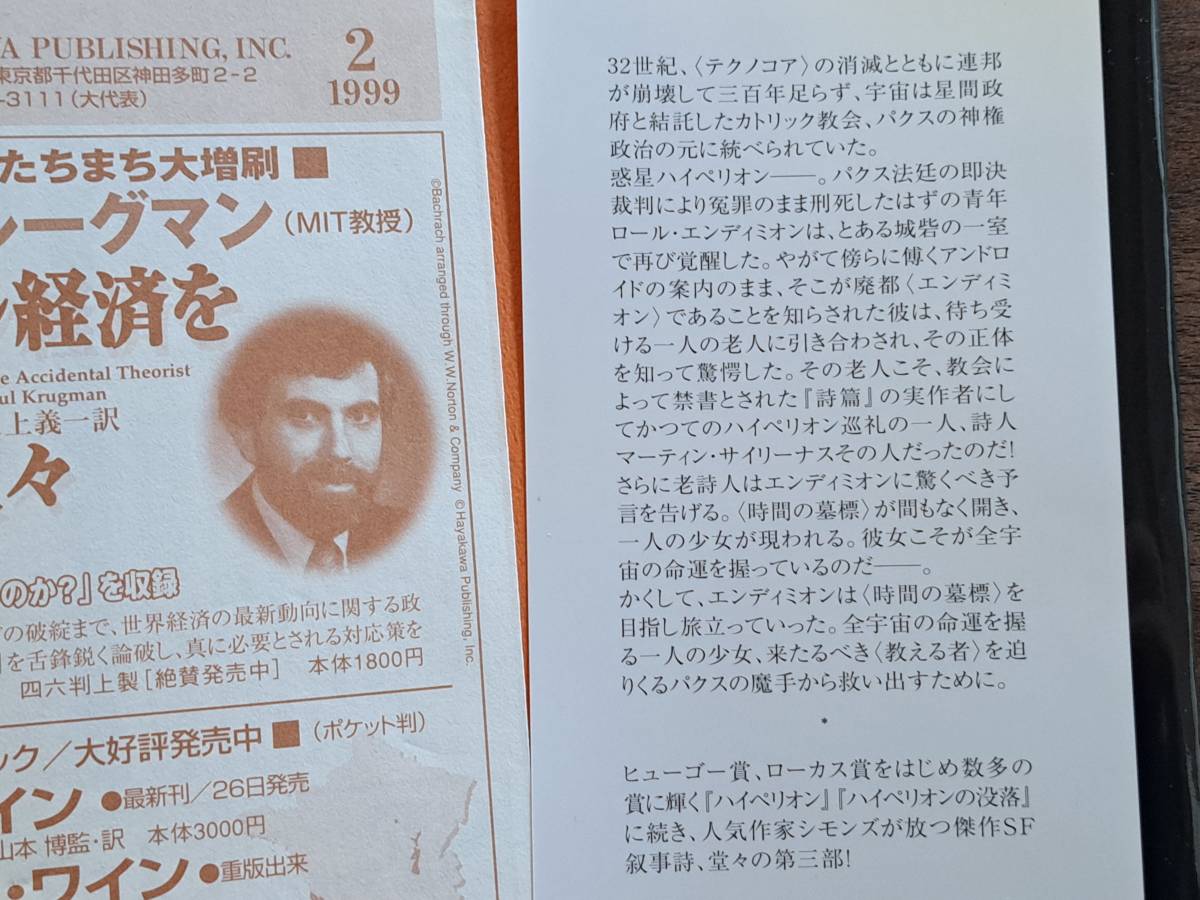 WA PUBLISHING, INC.
東京都千代田区神田多町2-2
-3111(大代表)
2
1999
たちまち大増刷■
ルーグマン(MIT教授)
経済を
e Accidental Theorist
ul Krugman
上義一訳
々
©Bachrach arranged through W.W.Norton & Company ©Hayakawa Publishing, Inc.
のか?」を収録
の破綻まで、世界経済の最新動向に関する政
を舌鋒鋭く論破し、真に必要とされる対応策を
四六判上製[絶賛発売中] 本体1800円
ック/大好評発売中■(ポケット判)
イン●最新刊/26日発売
山本 博監・訳 本体3000円
・ワイン●重版出来
32世紀、〈テクノコア〉の消滅とともに連邦
が崩壊して三百年足らず、宇宙は星間政
府と結託したカトリック教会、パクスの神権
政治の元に統べられていた。
惑星ハイペリオン——。パクス法廷の即決
裁判により冤罪のまま刑死したはずの青年
ロール・エンディミオンは、とある城砦の一室
で再び覚醒した。やがて傍らに傅くアンドロ
イドの案内のまま、そこが廃都〈エンディミ
オン〉であることを知らされた彼は、待ち受
ける一人の老人に引き合わされ、その正体
を知って驚愕した。その老人こそ、教会に
よって禁書とされた『詩篇』の実作者にし
てかつてのハイペリオン巡礼の一人、詩人
マーティン・サイリーナスその人だったのだ!
さらに老詩人はエンディミオンに驚くべき予
言を告げる。〈時間の墓標〉が間もなく開き、
一人の少女が現われる。彼女こそが全宇
宙の命運を握っているのだ——。
かくして、エンディミオンは〈時間の墓標〉を
目指し旅立っていった。全宇宙の命運を握
る一人の少女、来たるべき〈教える者〉を迫
りくるパクスの魔手から救い出すために。
*
ヒューゴー賞、ローカス賞をはじめ数多の
賞に輝く『ハイペリオン』『ハイペリオンの没落』
に続き、人気作家シモンズが放つ傑作SF
叙事詩、堂々の第三部!